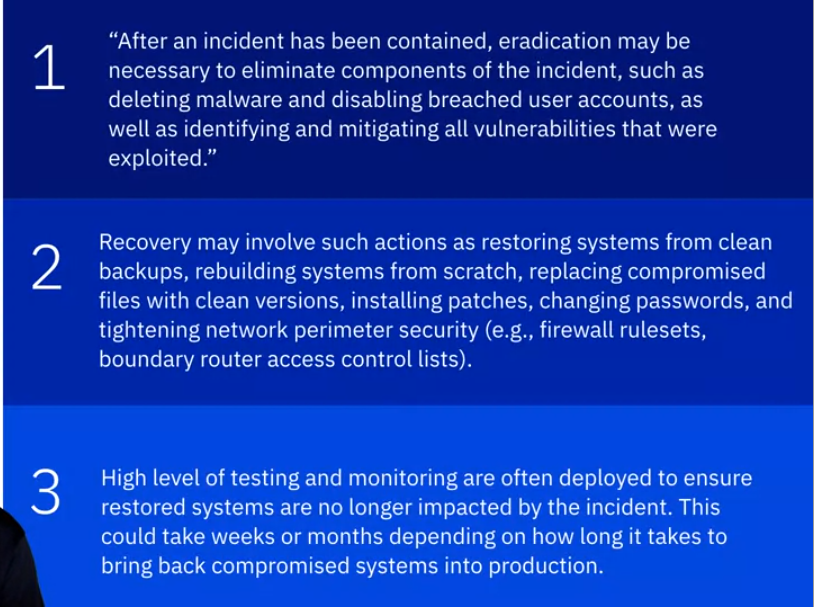 1
“After an incident has been contained, eradication may be
necessary to eliminate components of the incident, such as
deleting malware and disabling breached user accounts, as
well as identifying and mitigating all vulnerabilities that were
exploited.”
2
Recovery may involve such actions as restoring systems from clean
backups, rebuilding systems from scratch, replacing compromised
files with clean versions, installing patches, changing passwords, and
tightening network perimeter security (e.g., firewall rulesets,
boundary router access control lists).
3
High level of testing and monitoring are often deployed to ensure
restored systems are no longer impacted by the incident. This
could take weeks or months depending on how long it takes to
bring back compromised systems into production.